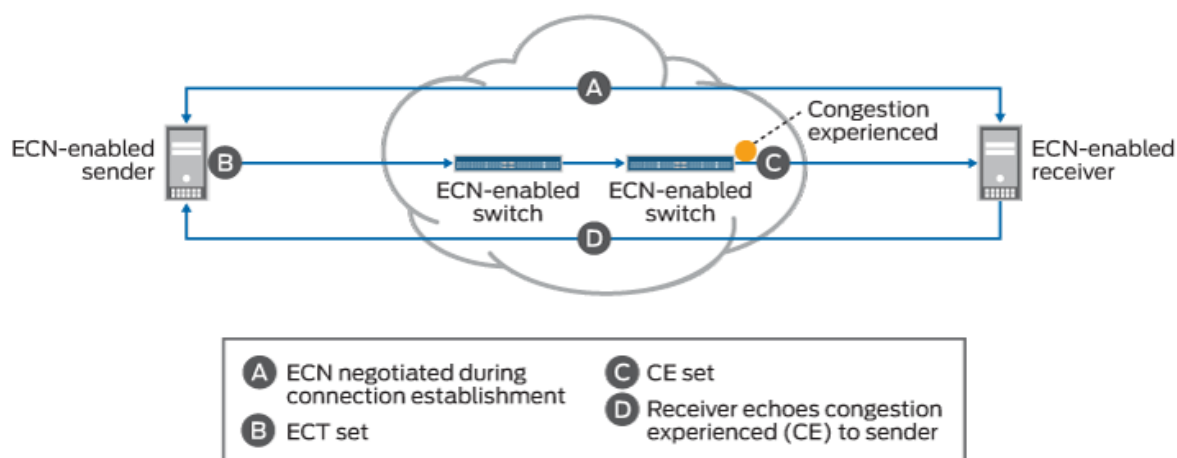 A
Congestion
experienced
ECN-enabled
sender
B
C
ECN-enabled
receiver
ECN-enabled
switch
ECN-enabled
switch
D
A ECN negotiated during
connection establishment
B ECT set
C CE set
D Receiver echoes congestion
experienced (CE) to sender